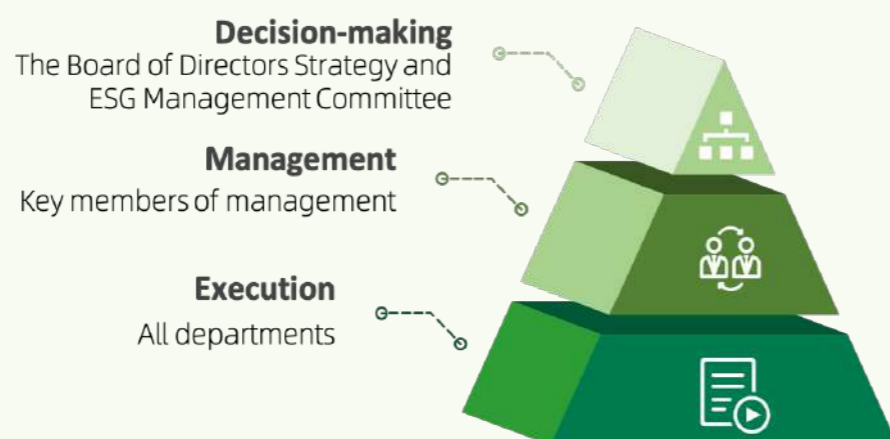 Decision-making
The Board of Directors Strategy and
ESG Management Committee
Management
Key members of management
Execution
All departments